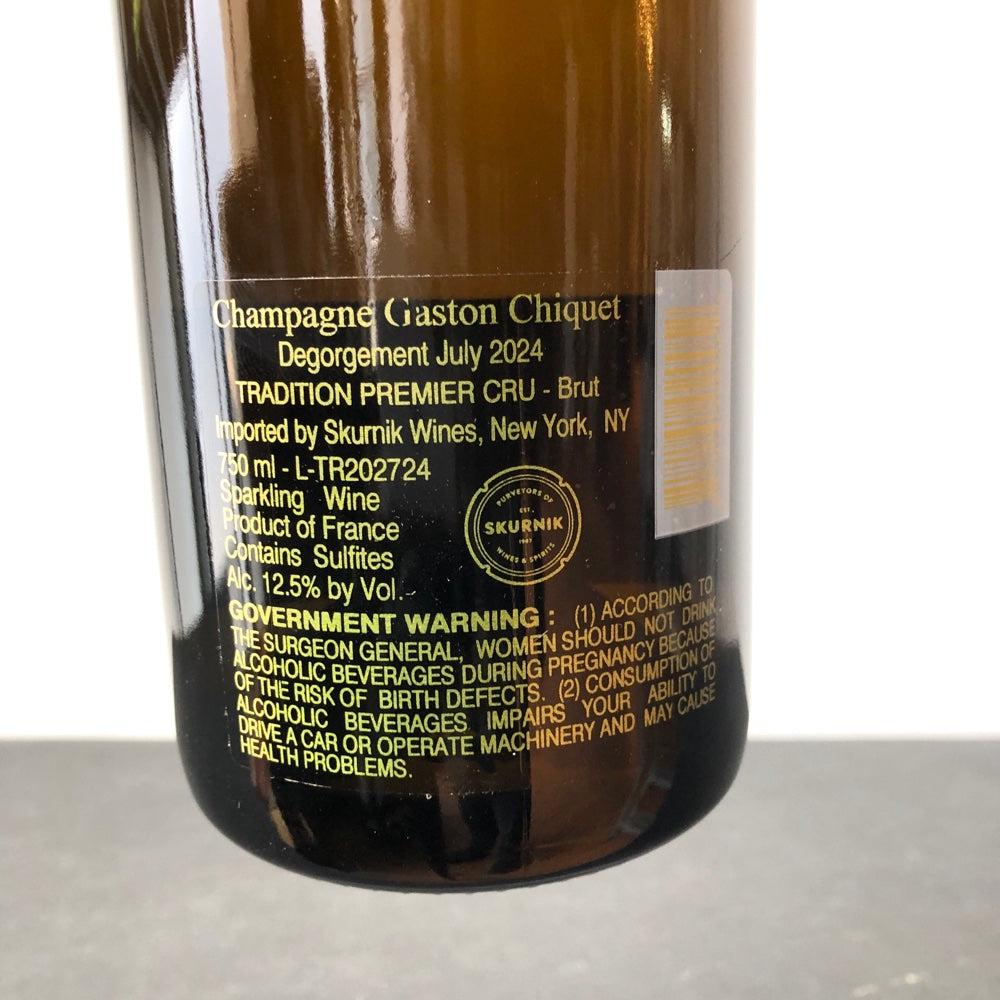 Champagne Gaston Chiquet
Degorgement July 2024
TRADITION PREMIER CRU - Brut
Imported by Skurnik Wines, New York, NY
750 ml - L-TR202724
Sparkling Wine
Product of France
Contains Sulfites
Alc. 12.5% by Vol.
PURVEYORS OF
EST.
SKURNIK
1987
WINES & SPIRITS
GOVERNMENT WARNING : (1) ACCORDING TO
THE SURGEON GENERAL, WOMEN SHOULD NOT DRINK
ALCOHOLIC BEVERAGES DURING PREGNANCY BECAUSE
OF THE RISK OF BIRTH DEFECTS. (2) CONSUMPTION OF
ALCOHOLIC BEVERAGES IMPAIRS YOUR ABILITY TO
DRIVE A CAR OR OPERATE MACHINERY AND MAY CAUSE
HEALTH PROBLEMS.